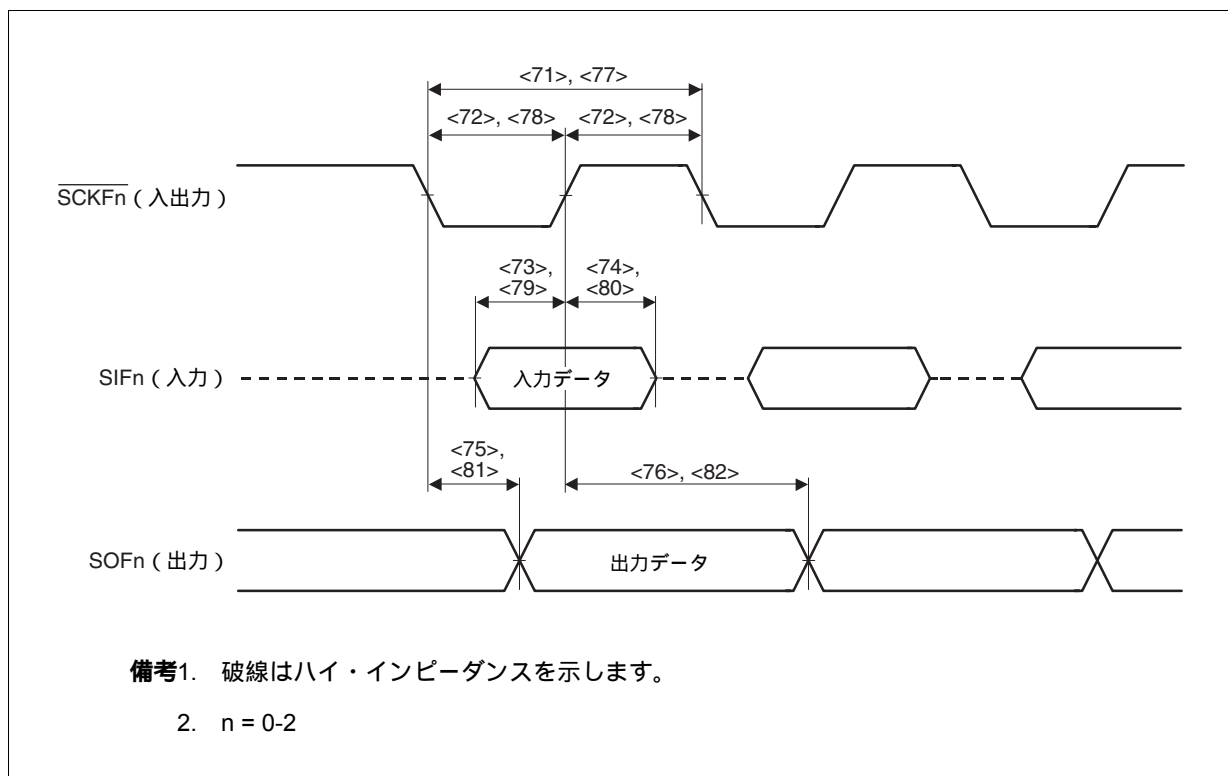 <71>, <77>
<72>, <78> <72>, <78>
SCKFn（入出力）
<73>, <74>,
<79> <80>
SIFn（入力） 入力データ
<75>,
<81> <76>, <82>
SOFn（出力） 出力データ
備考1. 破線はハイ・インピーダンスを示します。
2. n = 0-2